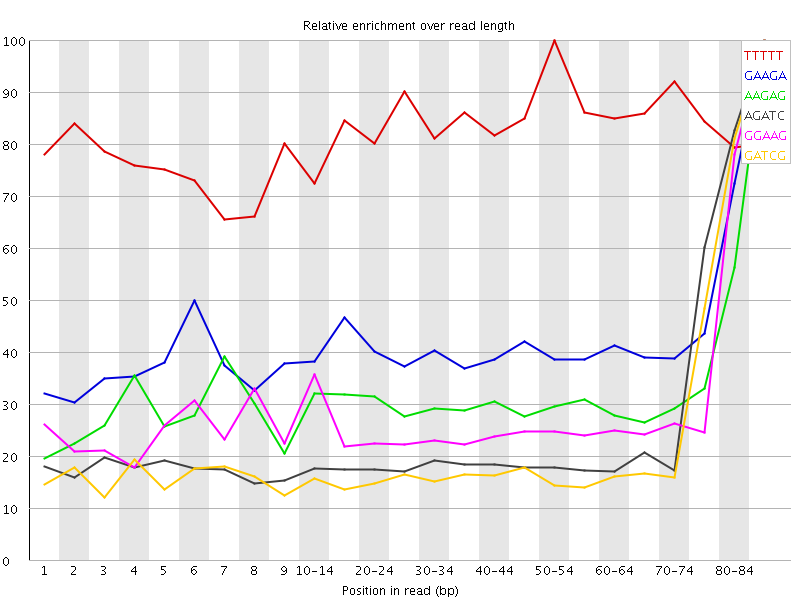 Relative enrichment over read length
100
90
80
70
60
50
40
30
20
10
0
TTTTT
GAAGA
AAGAG
AGATC
GGAAG
GATCG
1 2 3 4 5 6 7 8 9 10-14 20-24 30-34 40-44 50-54 60-64 70-74 80-84
Position in read (bp)